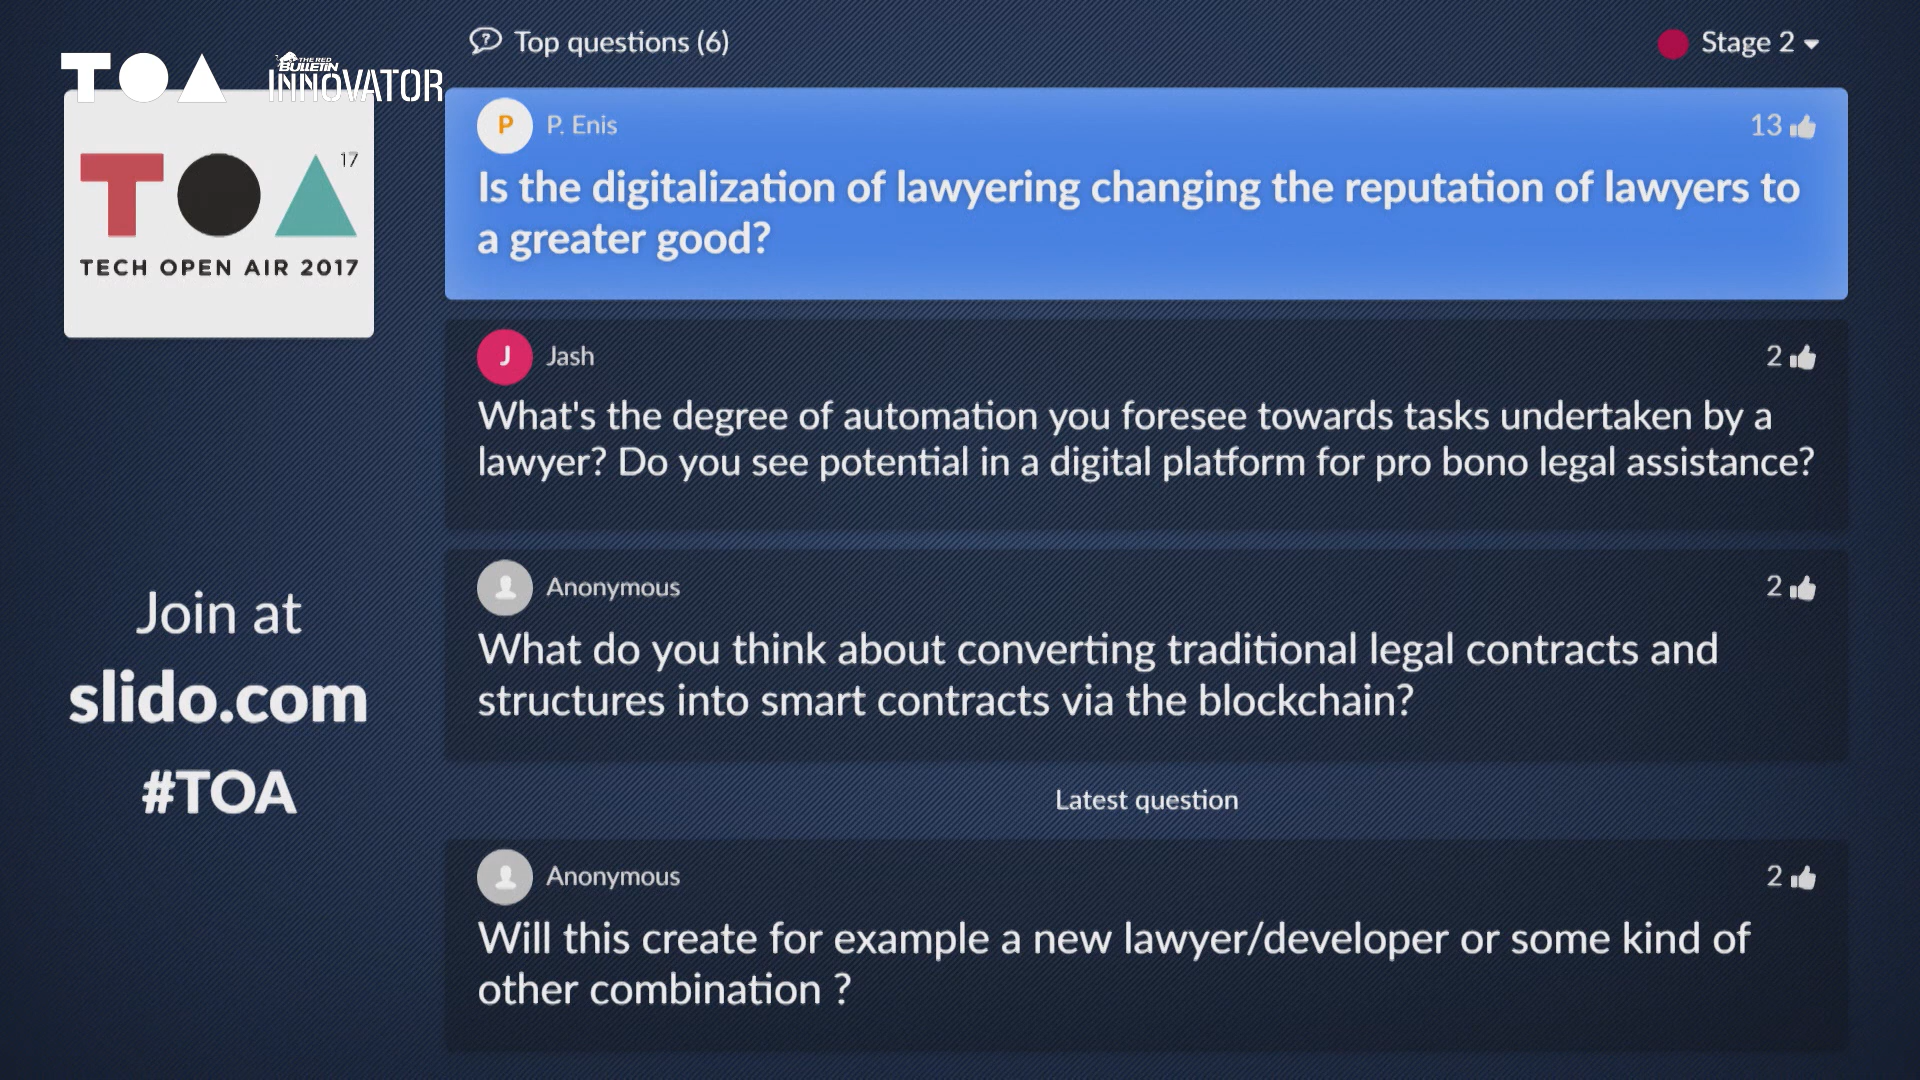 TOA
THE RED BULLETIN
INNOVATOR
TOA 17
TECH OPEN AIR 2017
Join at
slido.com
#TOA
Top questions (6)
Stage 2
P
P. Enis
13
Is the digitalization of lawyering changing the reputation of lawyers to
a greater good?
J
Jash
2
What's the degree of automation you foresee towards tasks undertaken by a
lawyer? Do you see potential in a digital platform for pro bono legal assistance?
Anonymous
2
What do you think about converting traditional legal contracts and
structures into smart contracts via the blockchain?
Latest question
Anonymous
2
Will this create for example a new lawyer/developer or some kind of
other combination ?